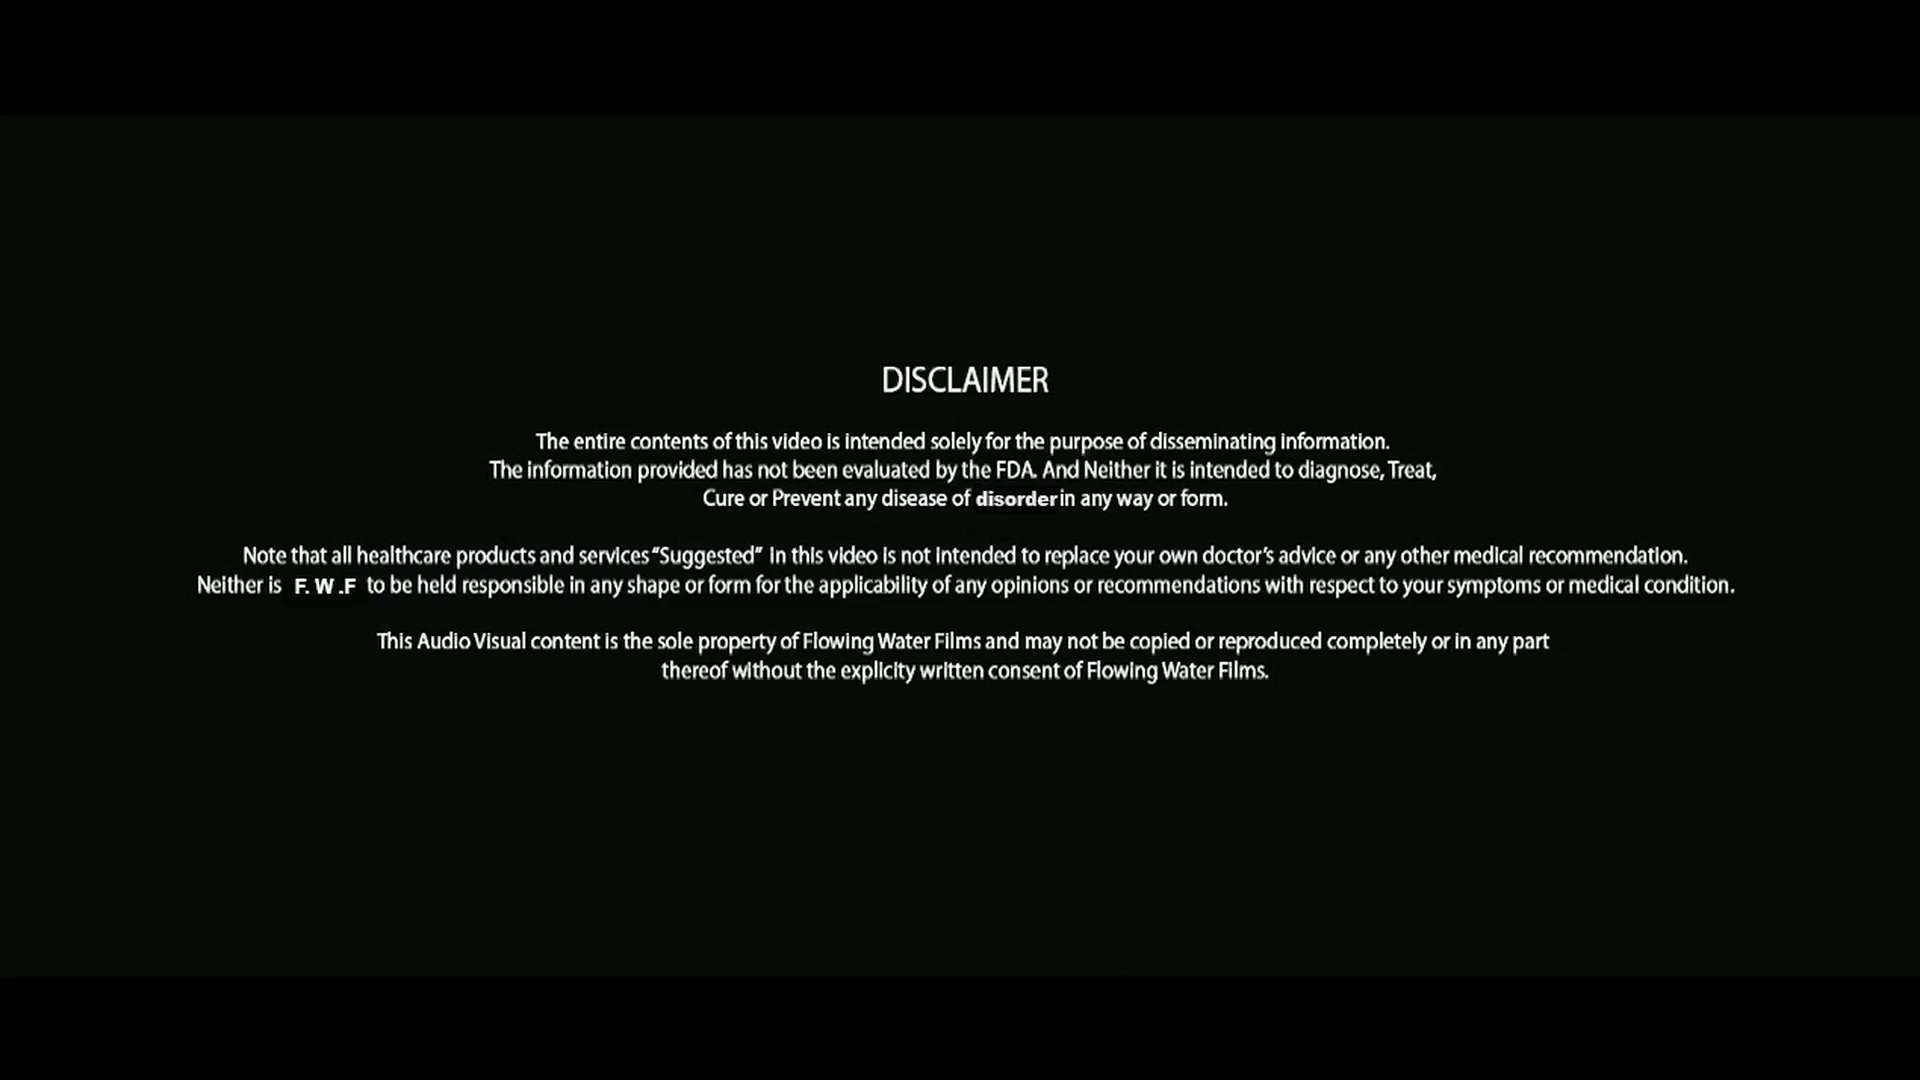 DISCLAIMER
The entire contents of this video is intended solely for the purpose of disseminating information.
The information provided has not been evaluated by the FDA. And Neither it is intended to diagnose, Treat,
Cure or Prevent any disease of disorder in any way or form.
Note that all healthcare products and services “Suggested” in this video is not intended to replace your own doctor’s advice or any other medical recommendation.
Neither is F. W .F to be held responsible in any shape or form for the applicability of any opinions or recommendations with respect to your symptoms or medical condition.
This Audio Visual content is the sole property of Flowing Water Films and may not be copied or reproduced completely or in any part
thereof without the explicity written consent of Flowing Water Films.